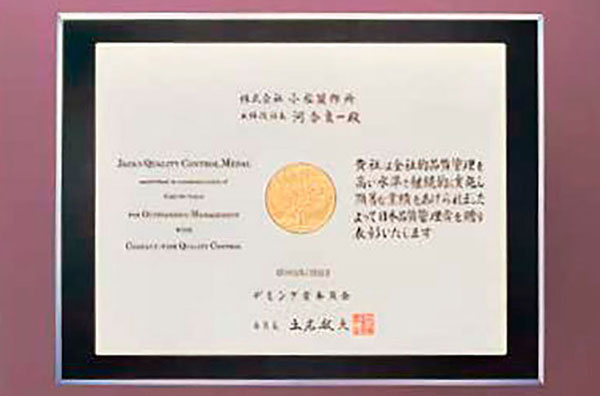 株式会社 小松製作所
取締役社長 河合良一殿
JAPAN QUALITY CONTROL MEDAL
FOR OUTSTANDING MANAGEMENT
WITH
COMPANY-WIDE QUALITY CONTROL
貴社は全社的品質管理を
高い水準で継続的に実施し
顕著な業績をあげられました
よって日本品質管理賞を贈り
表彰いたします
デミング賞委員会
委員長 土光敏夫